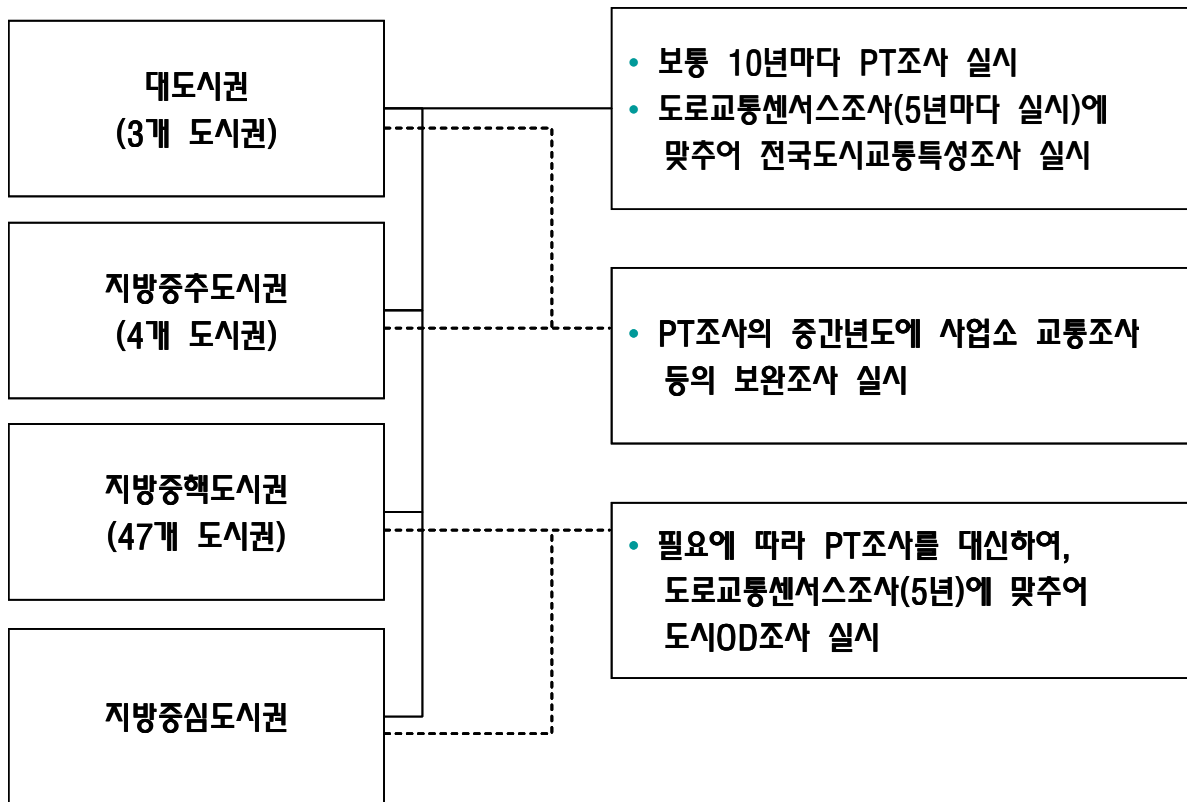 대도시권
(3개 도시권)
지방중추도시권
(4개 도시권)
지방중핵도시권
(47개 도시권)
지방중심도시권
• 보통 10년마다 PT조사 실시
• 도로교통센서스조사(5년마다 실시)에
맞추어 전국도시교통특성조사 실시
• PT조사의 중간년도에 사업소 교통조사
등의 보완조사 실시
• 필요에 따라 PT조사를 대신하여,
도로교통센서스조사(5년)에 맞추어
도시OD조사 실시